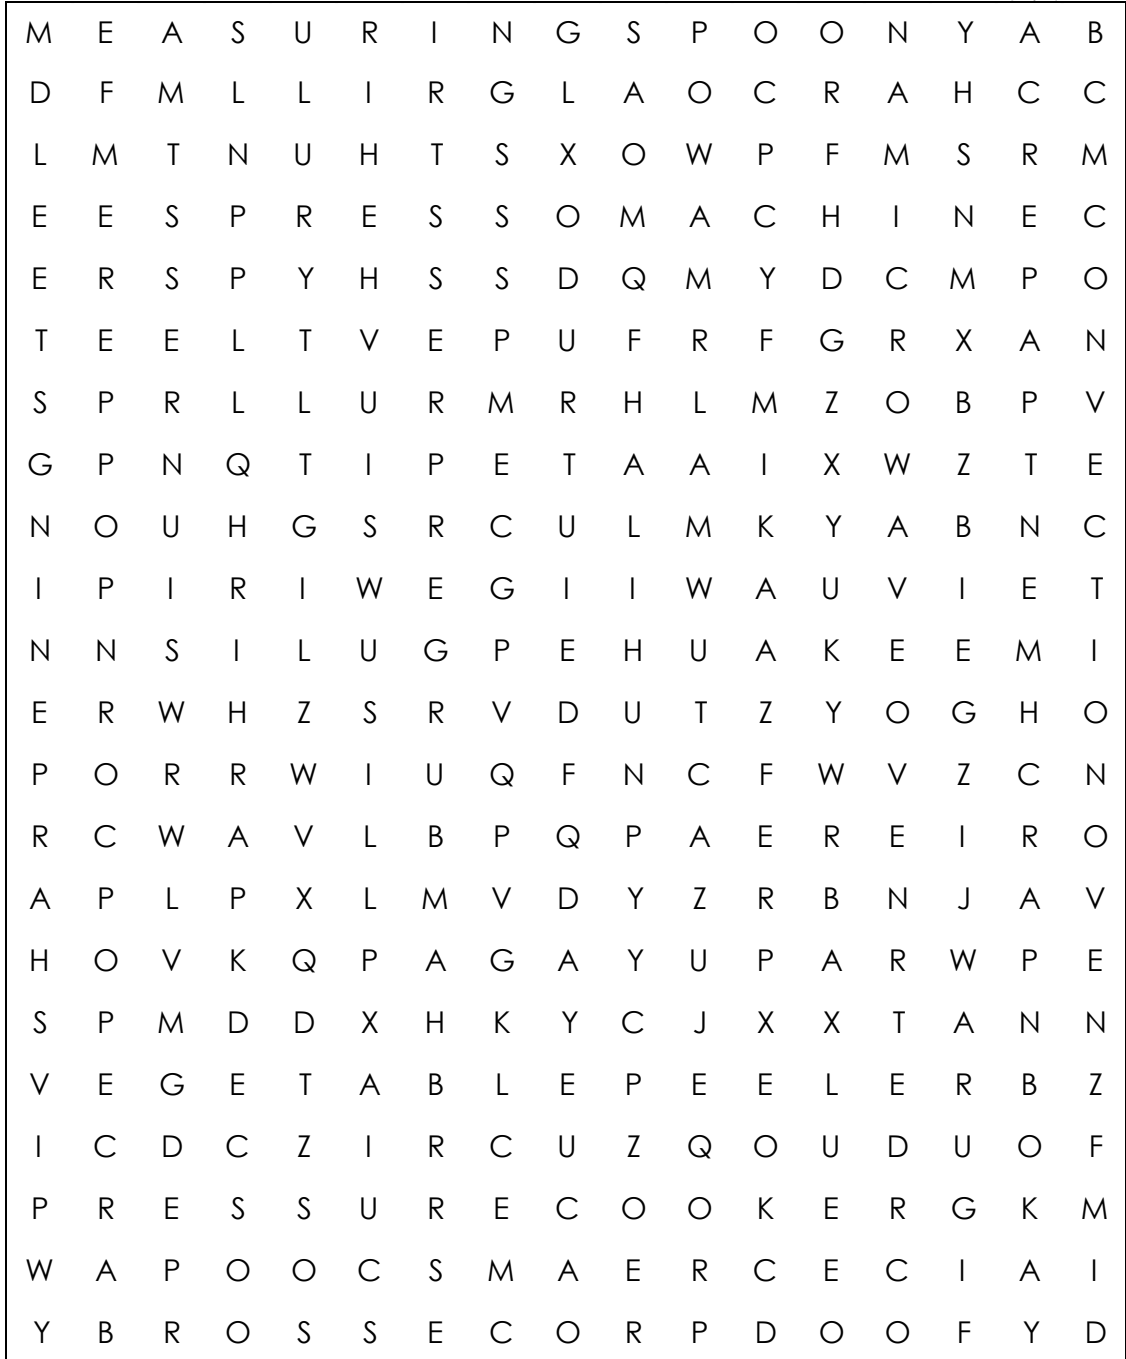 M E A S U R I N G S P O O N Y A B
D F M L L I R G L A O C R A H C C
L M T N U H T S X O W P F M S R M
E E S P R E S S O M A C H I N E C
E R S P Y H S S D Q M Y D C M P O
T E E L T V E P U F R F G R X A N
S P R L L U R M R H L M Z O B P V
G P N Q T I P E T A A I X W Z T E
N O U H G S R C U L M K Y A B N C
I P I R I W E G I I W A U V I E T
N N S I L U G P E H U A K E E M I
E R W H Z S R V D U T Z Y O G H O
P O R R W I U Q F N C F W V Z C N
R C W A V L B P Q P A E R E I R O
A P L P X L M V D Y Z R B N J A V
H O V K Q P A G A Y U P A R W P E
S P M D D X H K Y C J X X T A N N
V E G E T A B L E P E E L E R B Z
I C D C Z I R C U Z Q O U D U O F
P R E S S U R E C O O K E R G K M
W A P O O C S M A E R C E C I A I
Y B R O S S E C O R P D O O F Y D